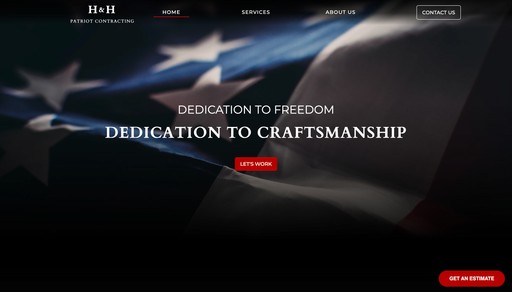 H&H
PATRIOT CONTRACTING
HOME
SERVICES
ABOUT US
CONTACT US
DEDICATION TO FREEDOM
DEDICATION TO CRAFTSMANSHIP
LET'S WORK
GET AN ESTIMATE